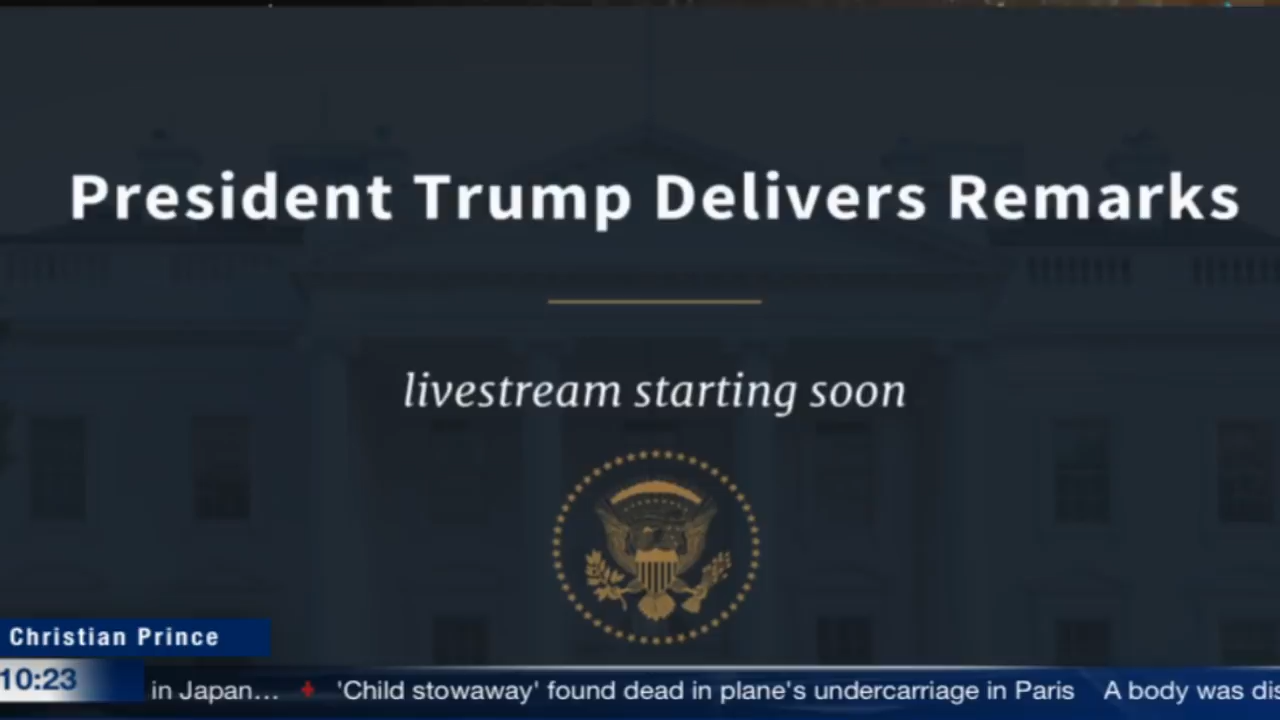 President Trump Delivers Remarks
livestream starting soon
Christian Prince
10:23
in Japan... + 'Child stowaway' found dead in plane's undercarriage in Paris A body was dis